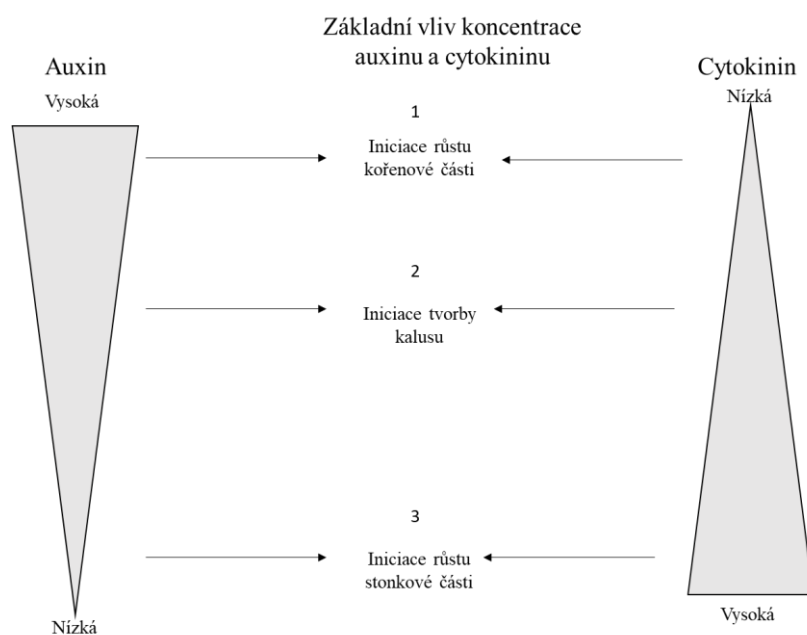 Základní vliv koncentrace
auxinu a cytokininu
Auxin
Vysoká
Cytokinin
Nízká
1
Iniciace růstu
kořenové části
2
Iniciace tvorby
kalusu
3
Iniciace růstu
stonkové části
Nízká
Vysoká